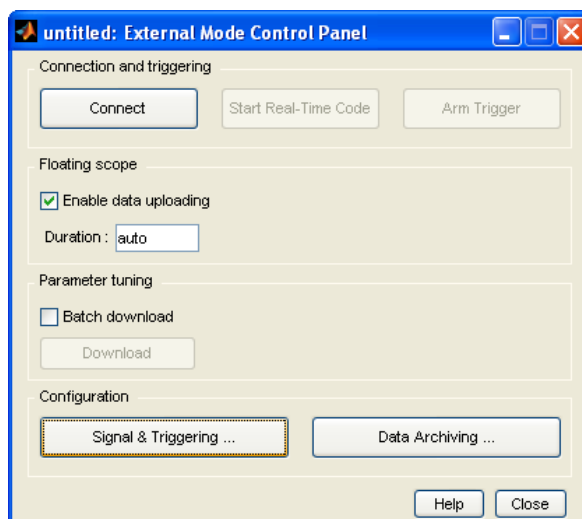 untitled: External Mode Control Panel
Connection and triggering
Connect Start Real-Time Code Arm Trigger
Floating scope
Enable data uploading
Duration : auto
Parameter tuning
Batch download
Download
Configuration
Signal & Triggering ... Data Archiving ...
Help Close